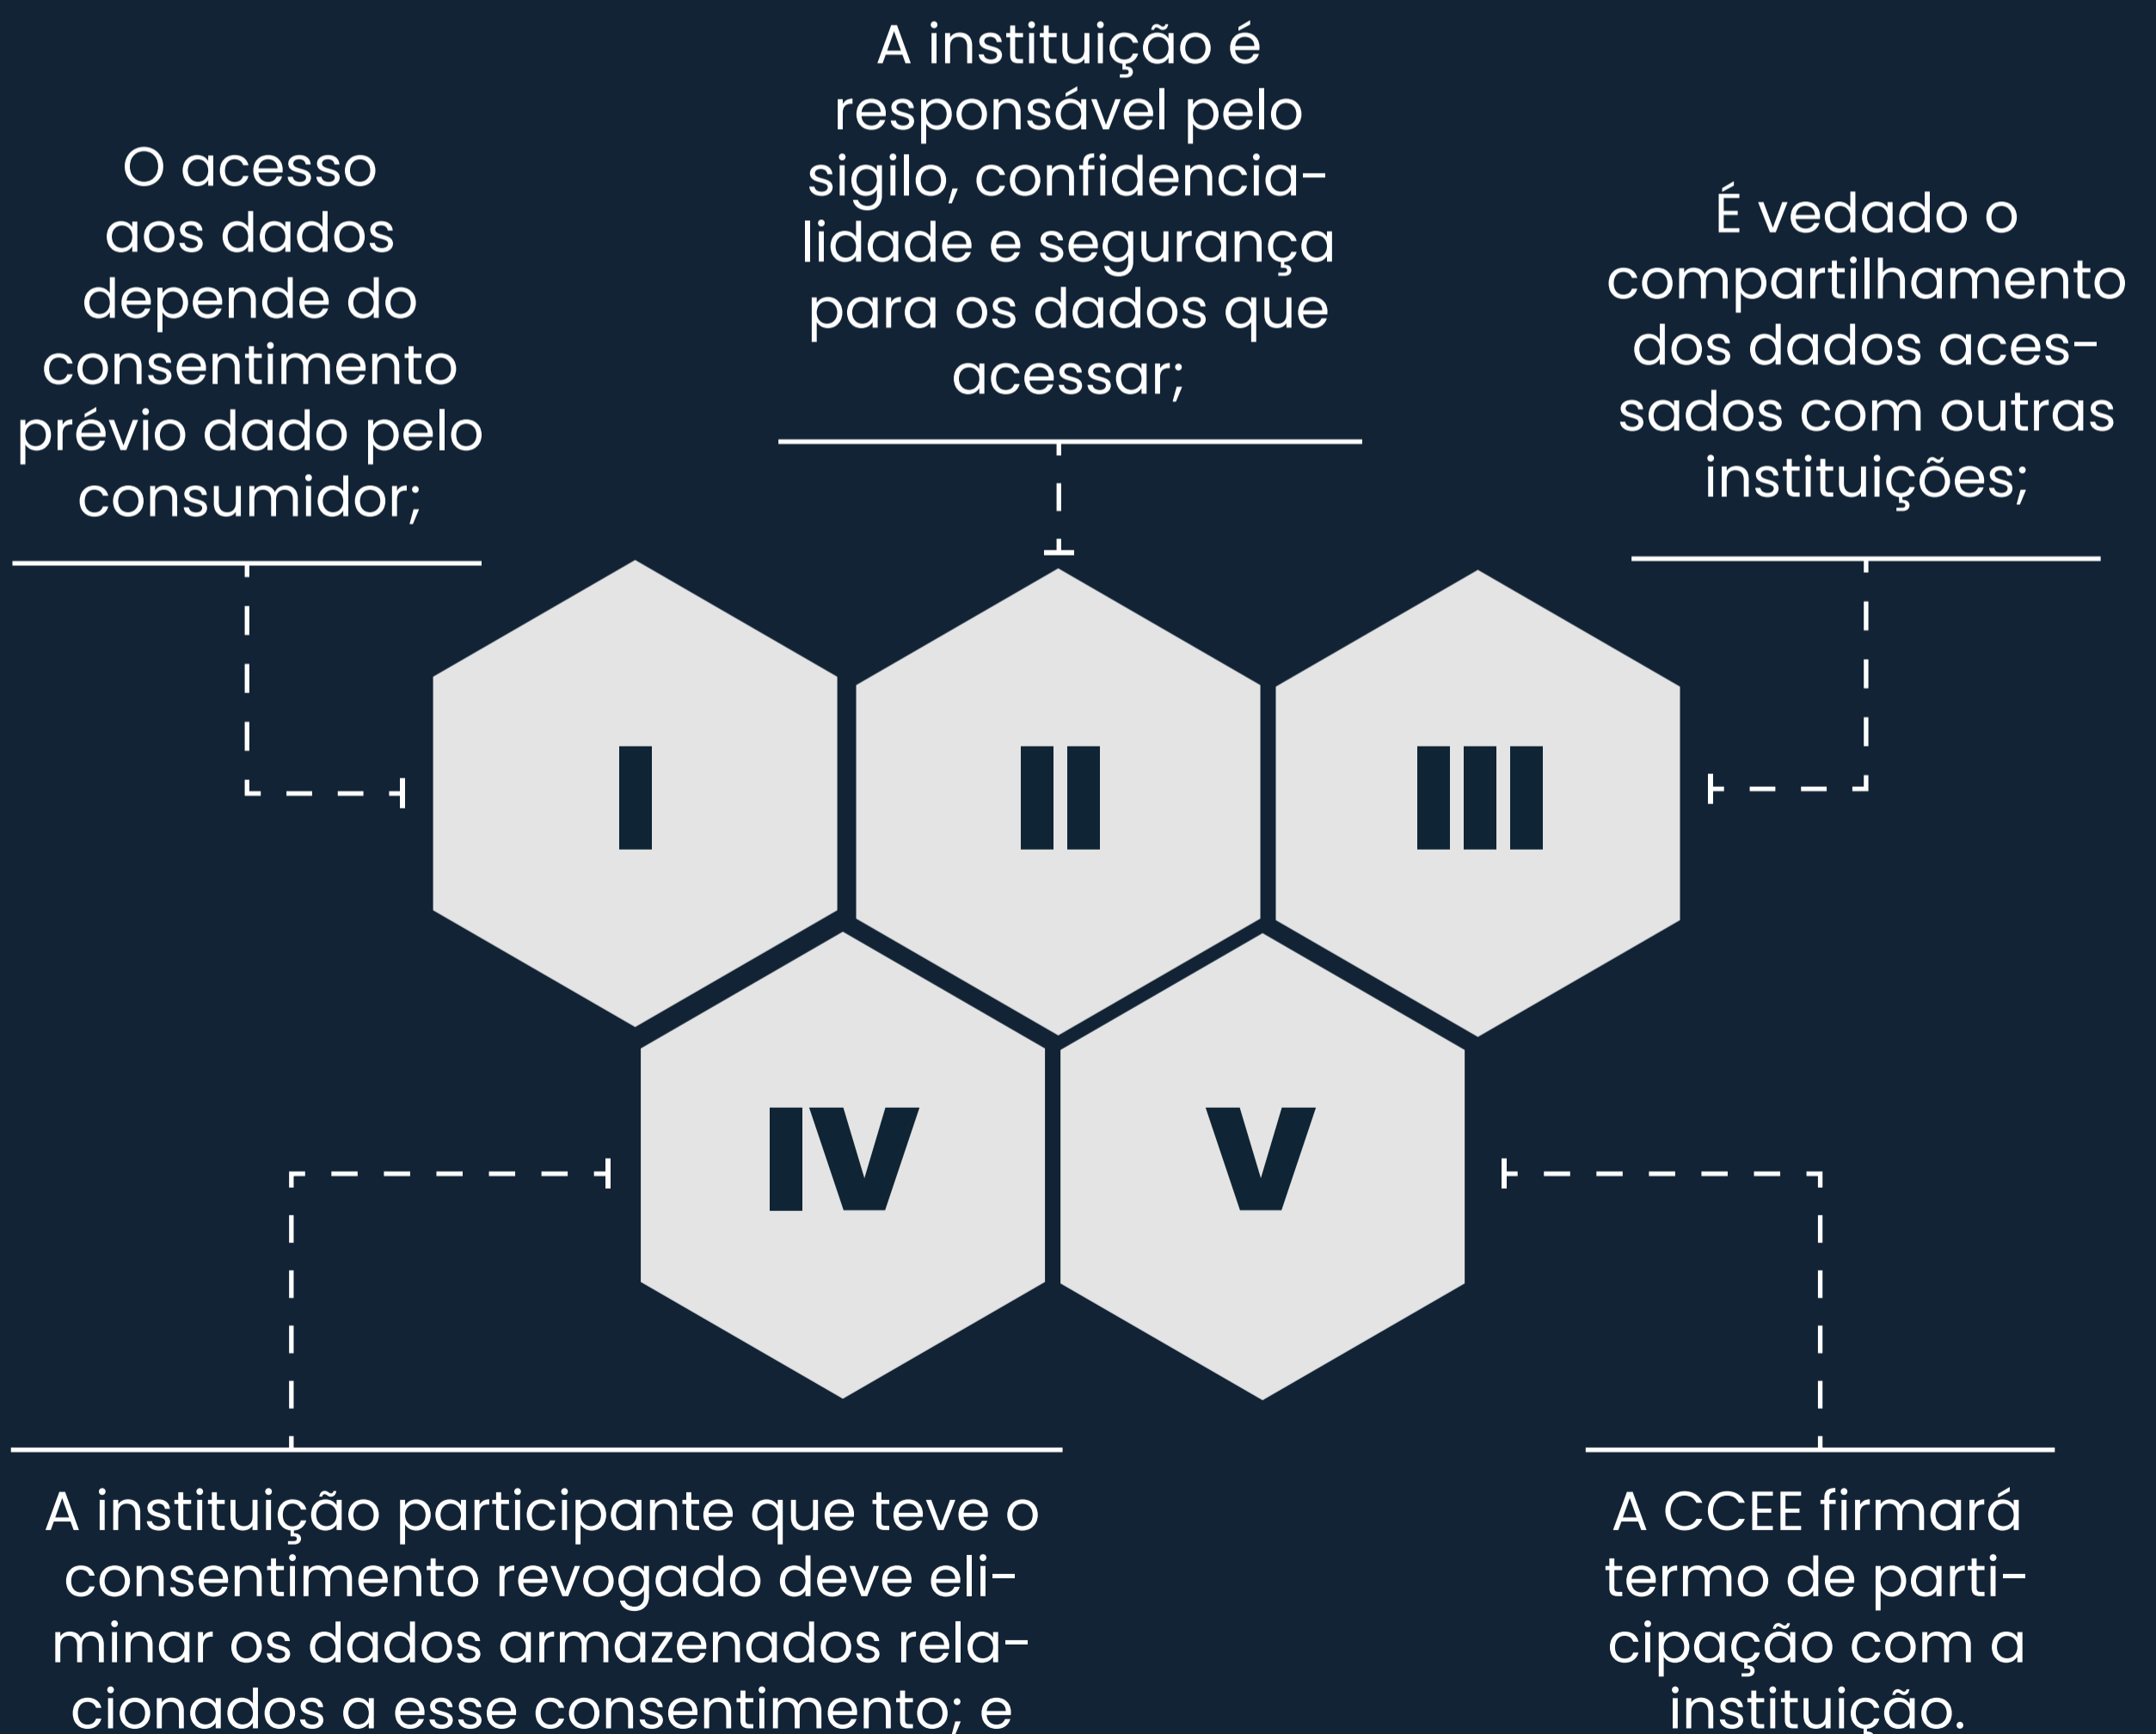 O acesso
aos dados
depende do
consentimento
prévio dado pelo
consumidor;
A instituição é
responsável pelo
sigilo, confidencia-
lidade e segurança
para os dados que
acessar;
É vedado o
compartilhamento
dos dados aces-
sados com outras
instituições;
I
II
III
IV
V
A instituição participante que teve o
consentimento revogado deve eli-
minar os dados armazenados rela-
cionados a esse consentimento; e
A CCEE firmará
termo de parti-
cipação com a
instituição.